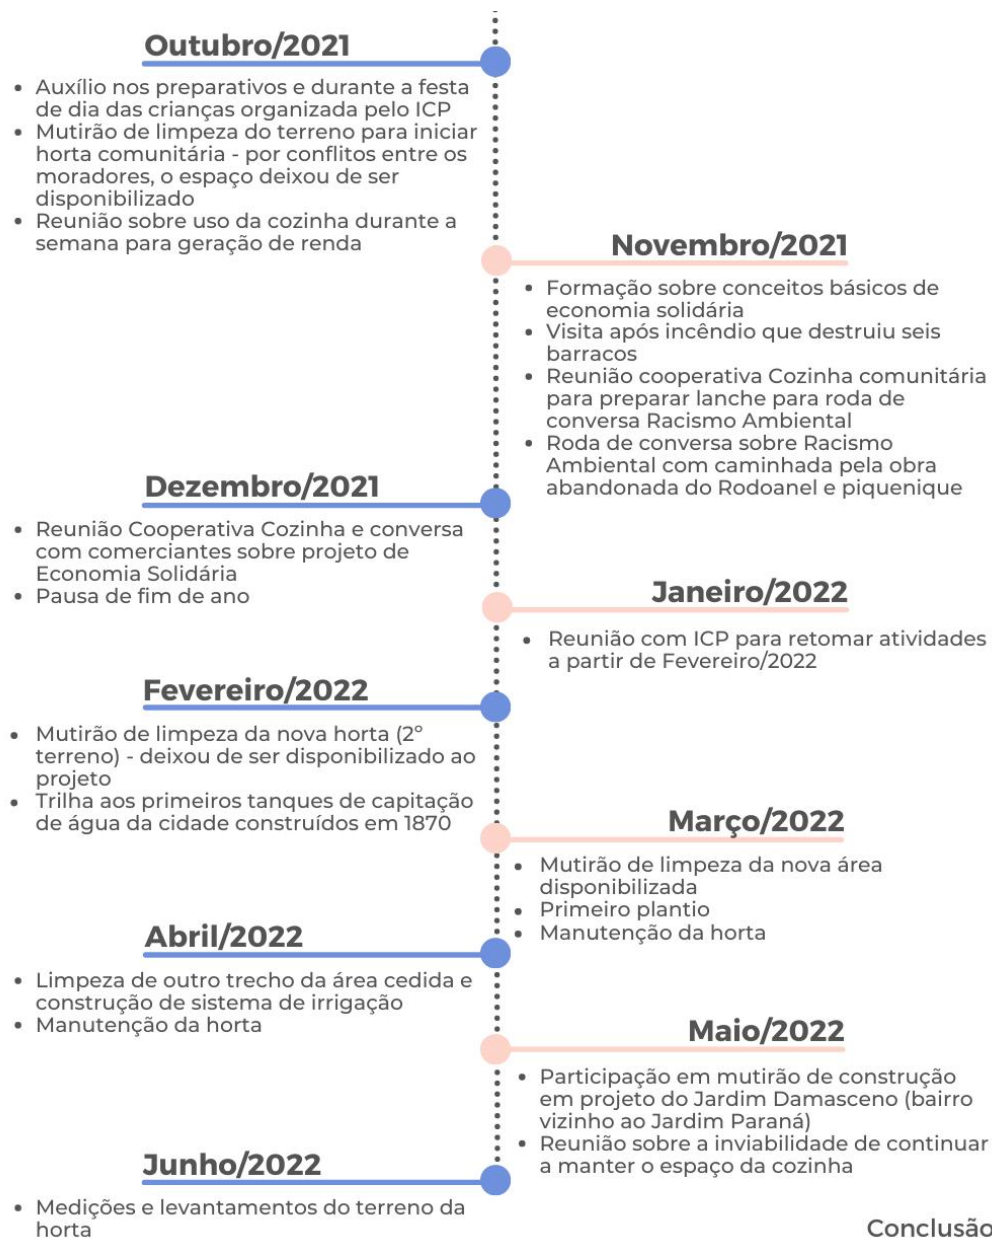 Outubro/2021
• Auxílio nos preparativos e durante a festa
de dia das crianças organizada pelo ICP
• Mutirão de limpeza do terreno para iniciar
horta comunitária - por conflitos entre os
moradores, o espaço deixou de ser
disponibilizado
• Reunião sobre uso da cozinha durante a
semana para geração de renda
Novembro/2021
• Formação sobre conceitos básicos de
economia solidária
• Visita após incêndio que destruiu seis
barracos
• Reunião cooperativa Cozinha comunitária
para preparar lanche para roda de
conversa Racismo Ambiental
• Roda de conversa sobre Racismo
Ambiental com caminhada pela obra
abandonada do Rodoanel e piquenique
Dezembro/2021
• Reunião Cooperativa Cozinha e conversa
com comerciantes sobre projeto de
Economia Solidária
• Pausa de fim de ano
Janeiro/2022
• Reunião com ICP para retomar atividades
a partir de Fevereiro/2022
Fevereiro/2022
• Mutirão de limpeza da nova horta (2º
terreno) - deixou de ser disponibilizado ao
projeto
• Trilha aos primeiros tanques de capitação
de água da cidade construídos em 1870
Março/2022
• Mutirão de limpeza da nova área
disponibilizada
• Primeiro plantio
• Manutenção da horta
Abril/2022
• Limpeza de outro trecho da área cedida e
construção de sistema de irrigação
• Manutenção da horta
Maio/2022
• Participação em mutirão de construção
em projeto do Jardim Damasceno (bairro
vizinho ao Jardim Paraná)
• Reunião sobre a inviabilidade de continuar
a manter o espaço da cozinha
Junho/2022
• Medições e levantamentos do terreno da
horta
Conclusão